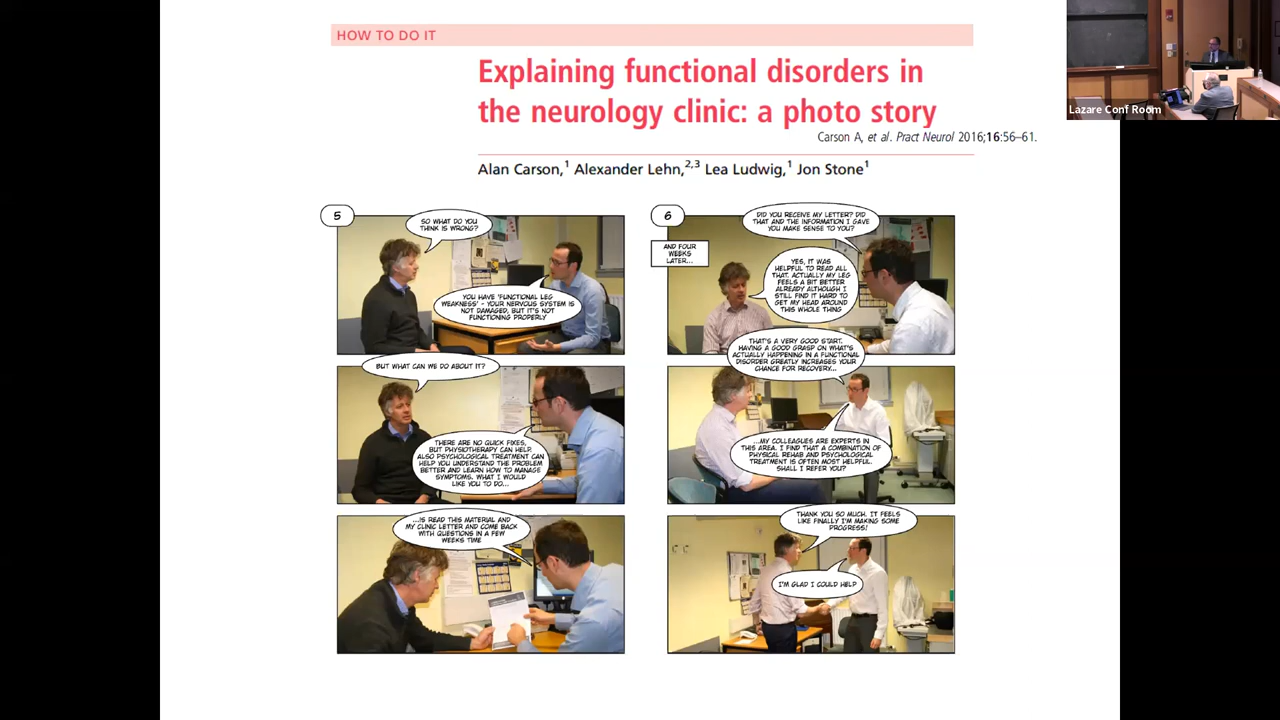 HOW TO DO IT
Explaining functional disorders in
the neurology clinic: a photo story
Carson A, et al. Pract Neurol 2016;16:56–61.
Alan Carson,1 Alexander Lehn,2,3 Lea Ludwig,1 Jon Stone1
5
SO WHAT DO YOU
THINK IS WRONG?
YOU HAVE 'FUNCTIONAL LEG
WEAKNESS' - YOUR NERVOUS SYSTEM IS
NOT DAMAGED, BUT IT'S NOT
FUNCTIONING PROPERLY
BUT WHAT CAN WE DO ABOUT IT?
THERE ARE NO QUICK FIXES,
BUT PHYSIOTHERAPY CAN HELP.
ALSO PSYCHOLOGICAL TREATMENT CAN
HELP YOU UNDERSTAND THE PROBLEM
BETTER AND LEARN HOW TO MANAGE
SYMPTOMS. WHAT I WOULD
LIKE YOU TO DO...
...IS READ THIS MATERIAL AND
MY CLINIC LETTER AND COME BACK
WITH QUESTIONS IN A FEW
WEEKS TIME
6
AND FOUR
WEEKS
LATER...
DID YOU RECEIVE MY LETTER? DID
THAT AND THE INFORMATION I GAVE
YOU MAKE SENSE TO YOU?
YES, IT WAS
HELPFUL TO READ ALL
THAT. ACTUALLY MY LEG
FEELS A BIT BETTER
ALREADY ALTHOUGH I
STILL FIND IT HARD TO
GET MY HEAD AROUND
THIS WHOLE THING
THAT'S A VERY GOOD START.
HAVING A GOOD GRASP ON WHAT'S
ACTUALLY HAPPENING IN A FUNCTIONAL
DISORDER GREATLY INCREASES YOUR
CHANCE FOR RECOVERY...
...MY COLLEAGUES ARE EXPERTS IN
THIS AREA. I FIND THAT A COMBINATION OF
PHYSICAL REHAB AND PSYCHOLOGICAL
TREATMENT IS OFTEN MOST HELPFUL.
SHALL I REFER YOU?
THANK YOU SO MUCH. IT FEELS
LIKE FINALLY I'M MAKING SOME
PROGRESS!
I'M GLAD I COULD HELP
Lazare Conf Room